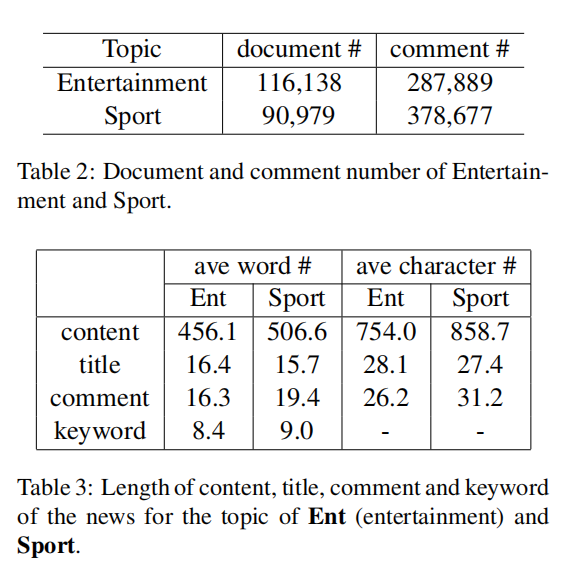 Topic document # comment #
Entertainment 116,138 287,889
Sport 90,979 378,677
Table 2: Document and comment number of Entertain-
ment and Sport.
ave word # ave character #
Ent Sport Ent Sport
content 456.1 506.6 754.0 858.7
title 16.4 15.7 28.1 27.4
comment 16.3 19.4 26.2 31.2
keyword 8.4 9.0 - -
Table 3: Length of content, title, comment and keyword
of the news for the topic of Ent (entertainment) and
Sport.